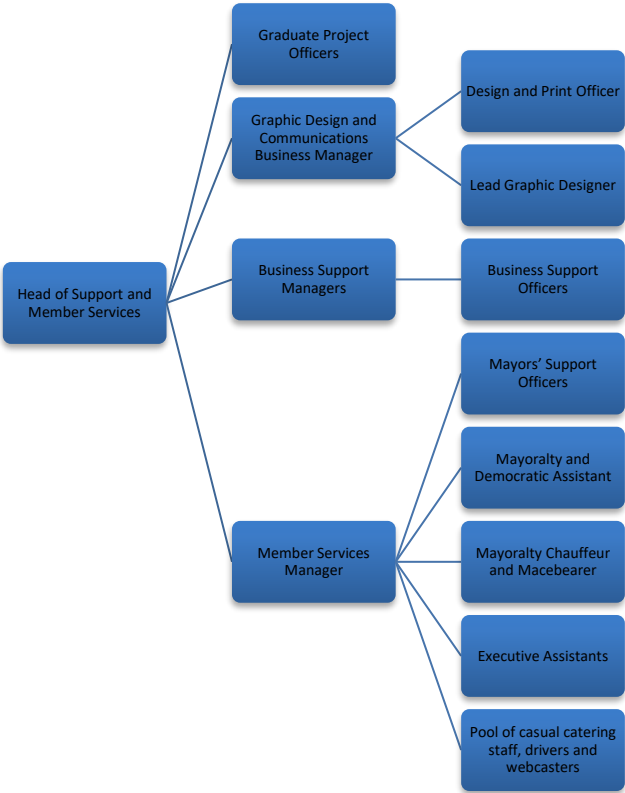 Graduate Project
Officers
Graphic Design and
Communications
Business Manager
Design and Print Officer
Lead Graphic Designer
Head of Support and
Member Services
Business Support
Managers
Business Support
Officers
Mayors’ Support
Officers
Mayoralty and
Democratic Assistant
Member Services
Manager
Mayoralty Chauffeur
and Macebearer
Executive Assistants
Pool of casual catering
staff, drivers and
webcasters